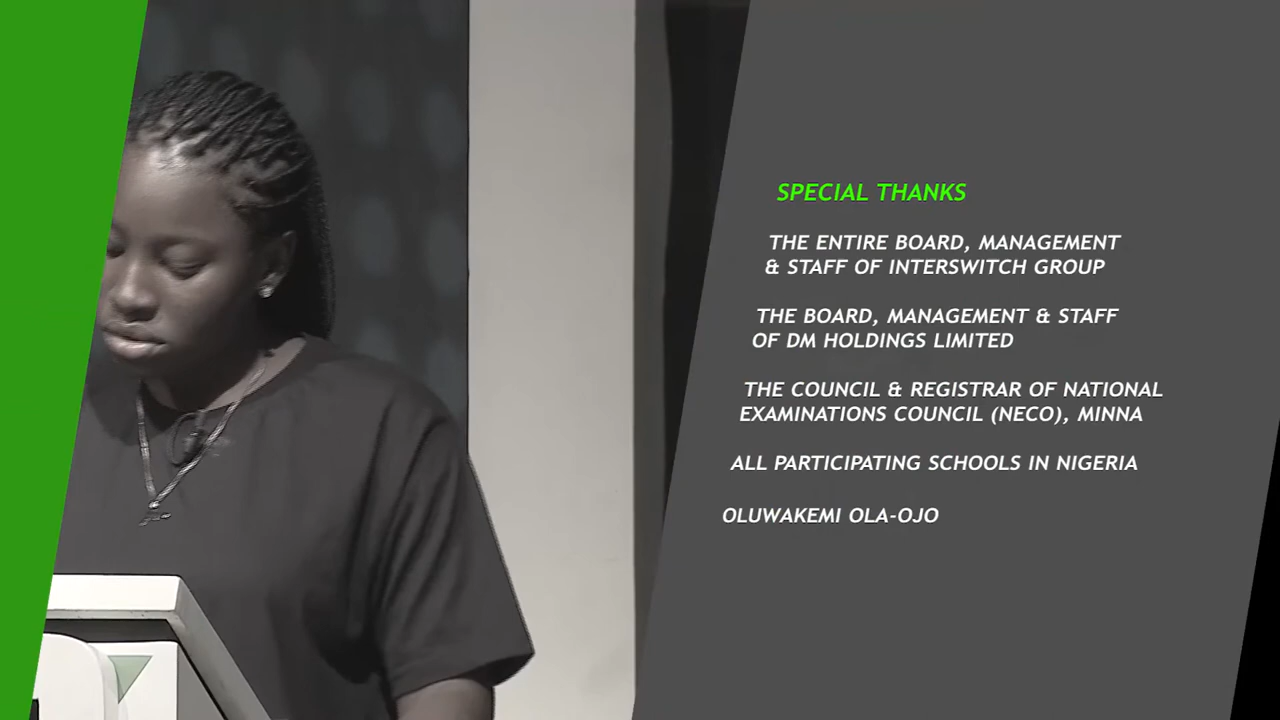 SPECIAL THANKS
THE ENTIRE BOARD, MANAGEMENT
& STAFF OF INTERSWITCH GROUP
THE BOARD, MANAGEMENT & STAFF
OF DM HOLDINGS LIMITED
THE COUNCIL & REGISTRAR OF NATIONAL
EXAMINATIONS COUNCIL (NECO), MINNA
ALL PARTICIPATING SCHOOLS IN NIGERIA
OLUWAKEMI OLA-OJO